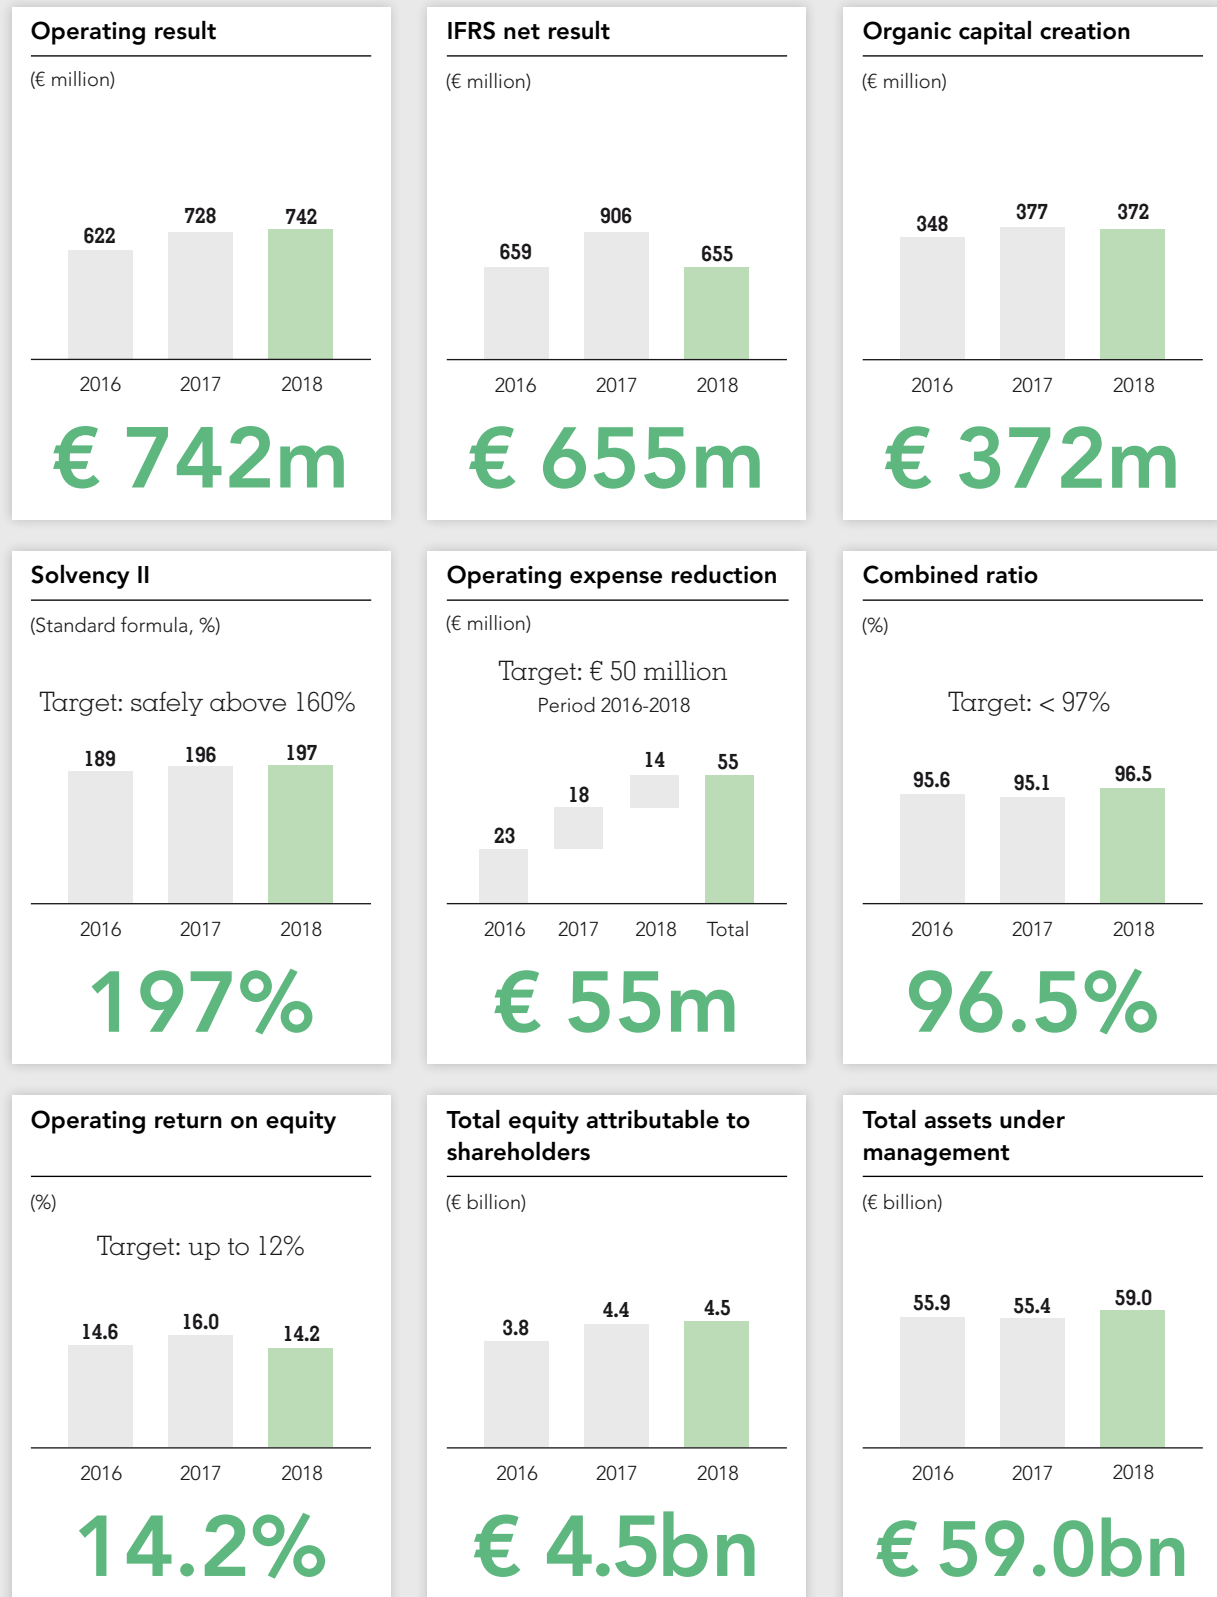 Operating result
(€ million)
622
728
742
2016
2017
2018
€ 742m
IFRS net result
(€ million)
659
906
655
2016
2017
2018
€ 655m
Organic capital creation
(€ million)
348
377
372
2016
2017
2018
€ 372m
Solvency II
(Standard formula, %)
Target: safely above 160%
189
196
197
2016
2017
2018
197%
Operating expense reduction
(€ million)
Target: € 50 million
Period 2016-2018
23
18
14
55
2016
2017
2018
Total
€ 55m
Combined ratio
(%)
Target: < 97%
95.6
95.1
96.5
2016
2017
2018
96.5%
Operating return on equity
(%)
Target: up to 12%
14.6
16.0
14.2
2016
2017
2018
14.2%
Total equity attributable to
shareholders
(€ billion)
3.8
4.4
4.5
2016
2017
2018
€ 4.5bn
Total assets under
management
(€ billion)
55.9
55.4
59.0
2016
2017
2018
€ 59.0bn